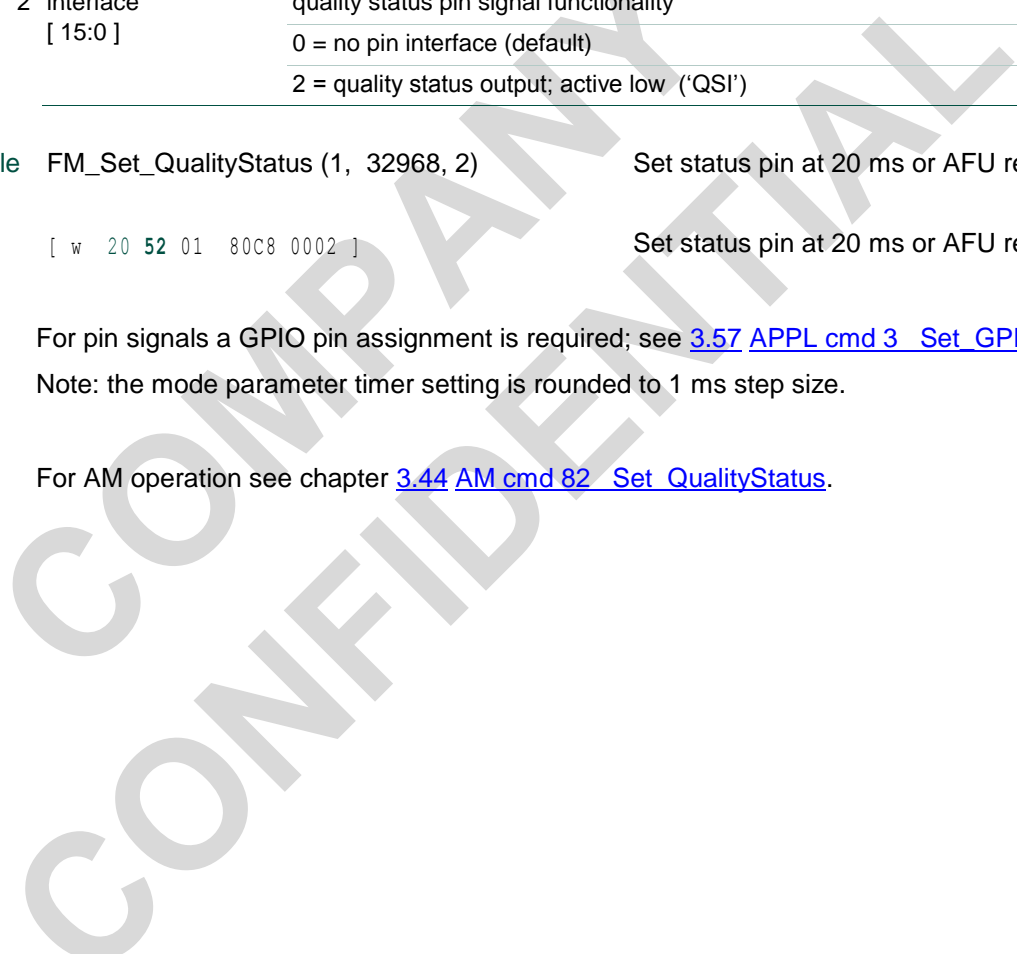 2 interface quality status pin signal functionality
[ 15:0 ]
0 = no pin interface (default)
2 = quality status output; active low ('QSI')
FM_Set_QualityStatus (1, 32968, 2) Set status pin at 20 ms or AFU
[ w 20 52 01 80C8 0002 ] Set status pin at 20 ms or AFU
For pin signals a GPIO pin assignment is required; see 3.57 APPL cmd 3 Set_GPI
Note: the mode parameter timer setting is rounded to 1 ms step size.
For AM operation see chapter 3.44 AM cmd 82 Set_QualityStatus.
COMPANY
CONFIDENTIAL